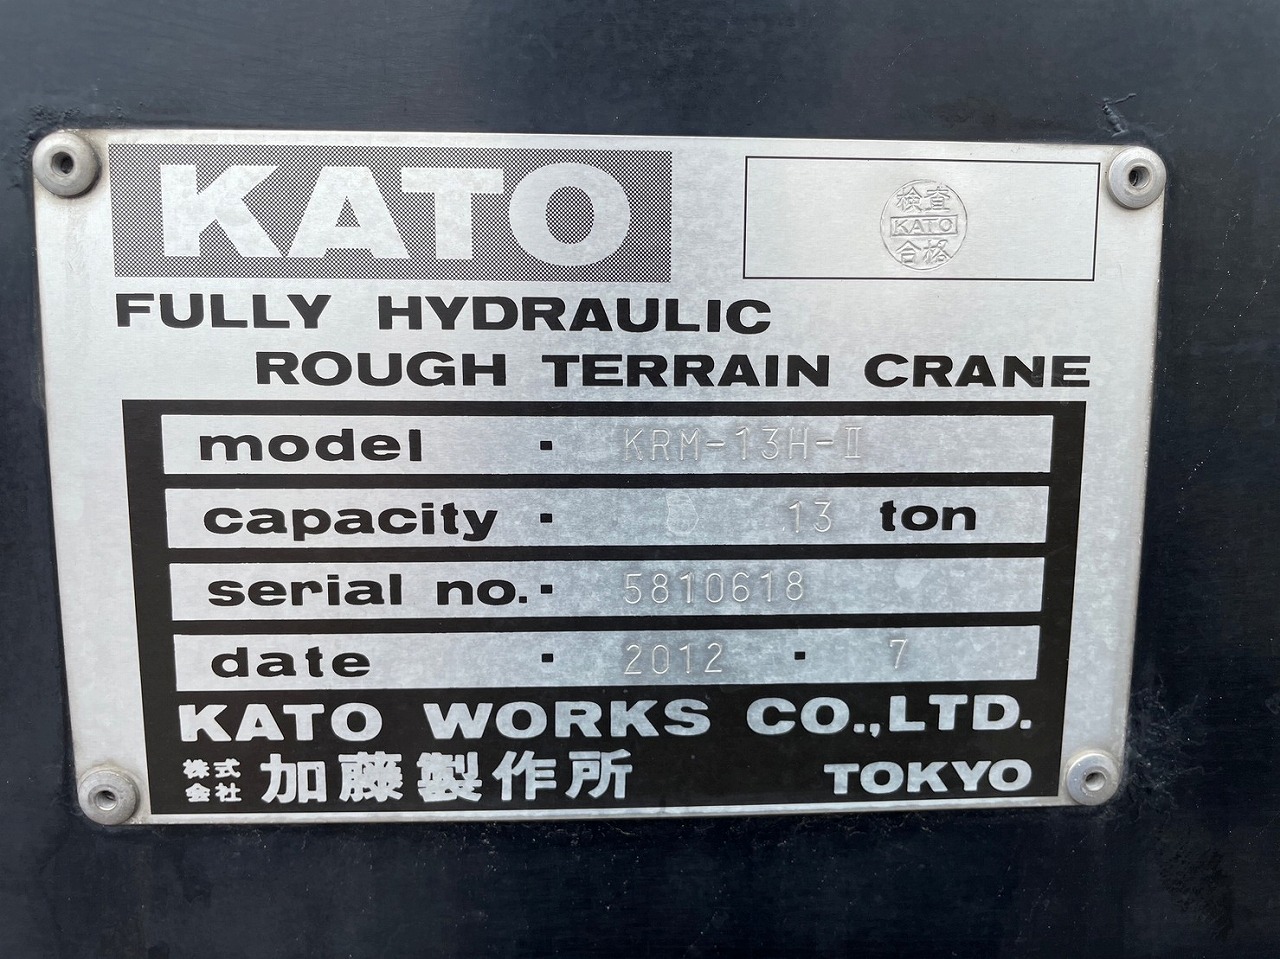 KATO
検査
KATO
合格
FULLY HYDRAULIC
ROUGH TERRAIN CRANE
model · KRM-13H-Ⅱ
capacity · 13 ton
serial no. · 5810618
date · 2012 · 7
KATO WORKS CO.,LTD.
株式会社 加藤製作所 TOKYO